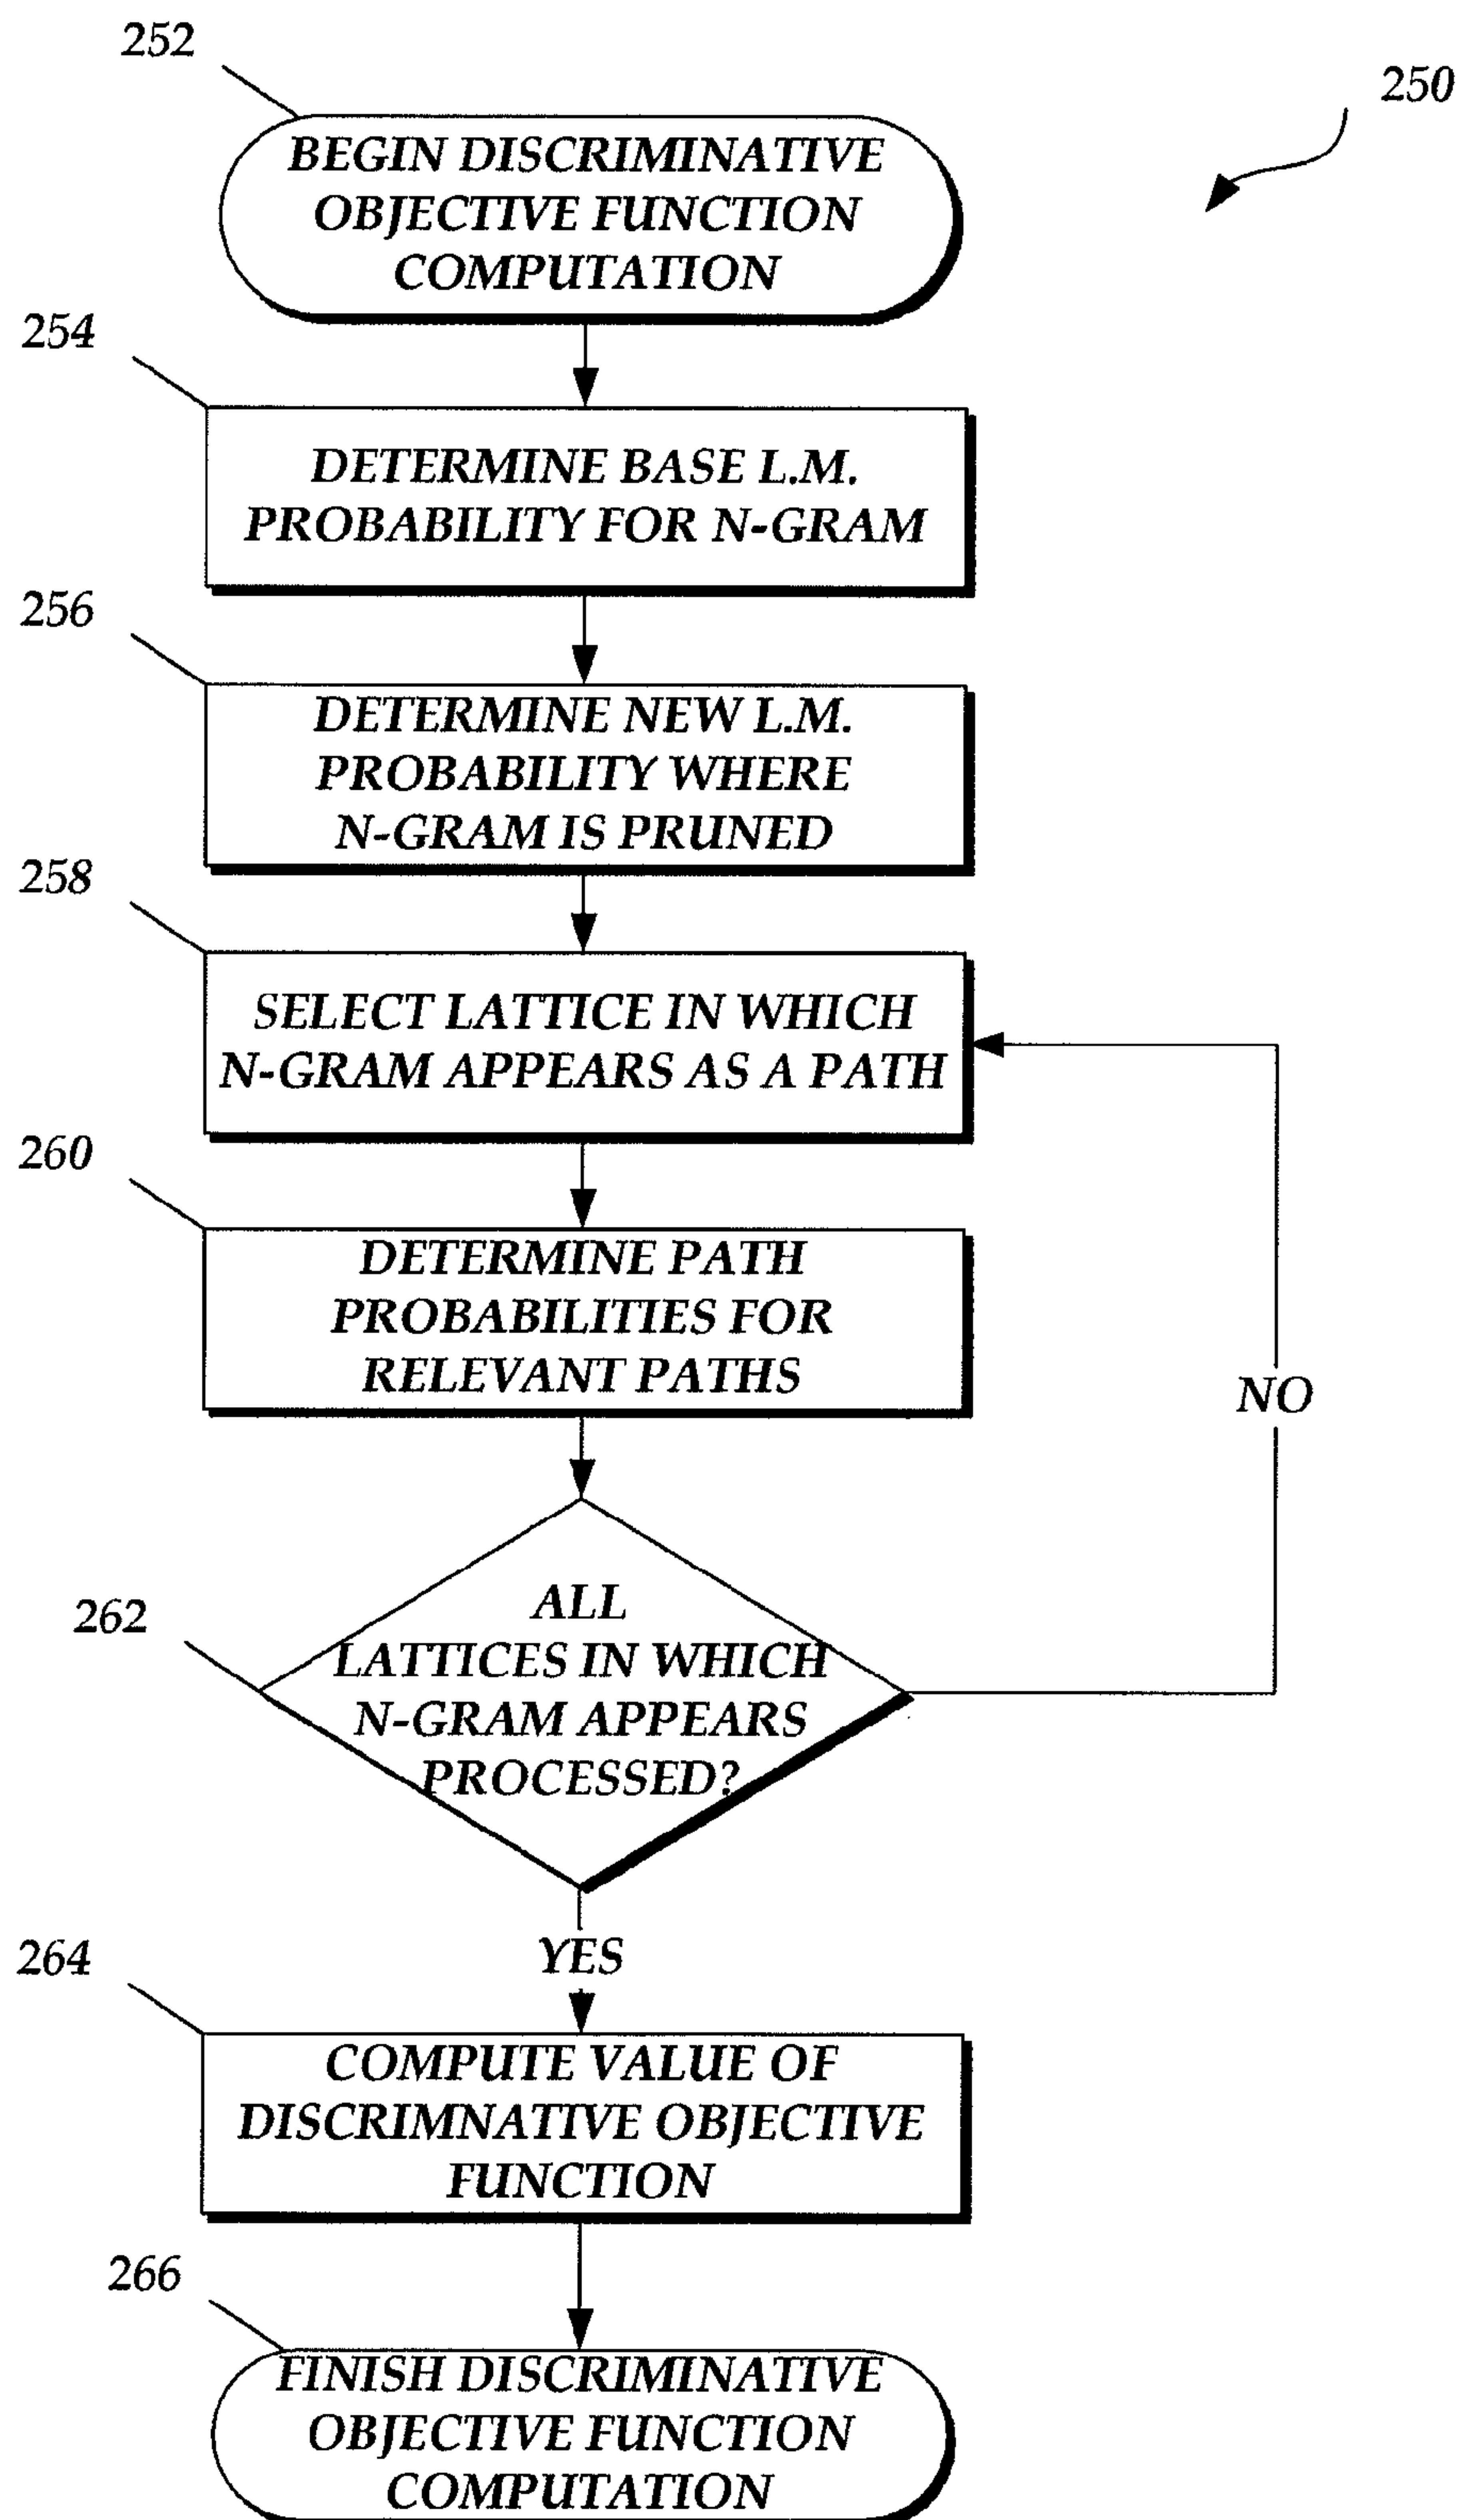 252
250
BEGIN DISCRIMINATIVE
OBJECTIVE FUNCTION
COMPUTATION
254
DETERMINE BASE L.M.
PROBABILITY FOR N-GRAM
256
DETERMINE NEW L.M.
PROBABILITY WHERE
N-GRAM IS PRUNED
258
SELECT LATTICE IN WHICH
N-GRAM APPEARS AS A PATH
260
DETERMINE PATH
PROBABILITIES FOR
RELEVANT PATHS
NO
262
ALL
LATTICES IN WHICH
N-GRAM APPEARS
PROCESSED?
YES
264
COMPUTE VALUE OF
DISCRIMNATIVE OBJECTIVE
FUNCTION
266
FINISH DISCRIMINATIVE
OBJECTIVE FUNCTION
COMPUTATION